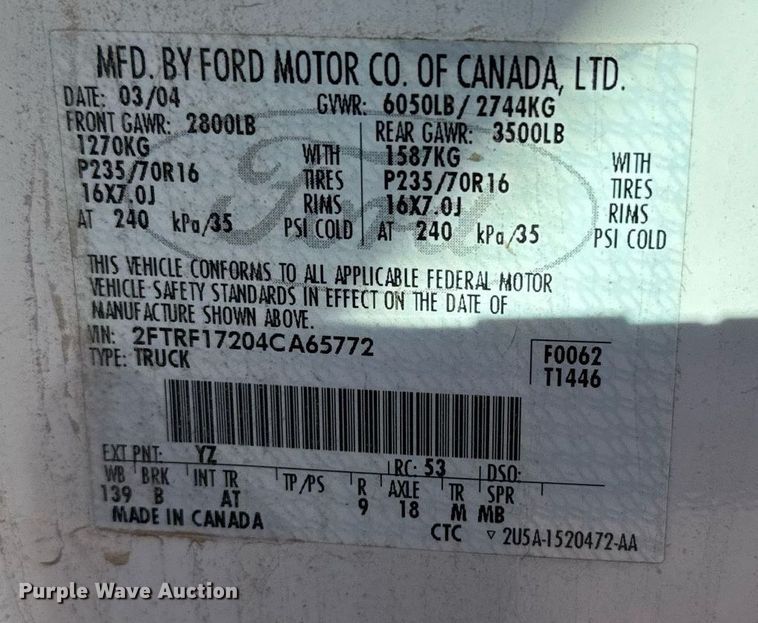 MFD. BY FORD MOTOR CO. OF CANADA, LTD.
DATE: 03/04 GVWR: 6050LB/ 2744KG
FRONT GAWR: 2800LB REAR GAWR: 3500LB
1270KG WITH 1587KG WITH
P235/70R16 TIRES P235/70R16 TIRES
16X7.0J RIMS 16X7.0J RIMS
AT 240 kPa/35 PSI COLD AT 240 kPa/35 PSI COLD
Ford
THIS VEHICLE CONFORMS TO ALL APPLICABLE FEDERAL MOTOR
VEHICLE SAFETY STANDARDS IN EFFECT ON THE DATE OF
MANUFACTURE SHOWN ABOVE.
VIN: 2FTRF17204CA65772 F0062
TYPE: TRUCK T1446
EXT PNT: YZ RC: 53 DSO:
WB BRK INT TR TP/PS R AXLE TR SPR
139 B AT 9 18 M MB
MADE IN CANADA CTC ▽ 2U5A-1520472-AA
Purple Wave Auction